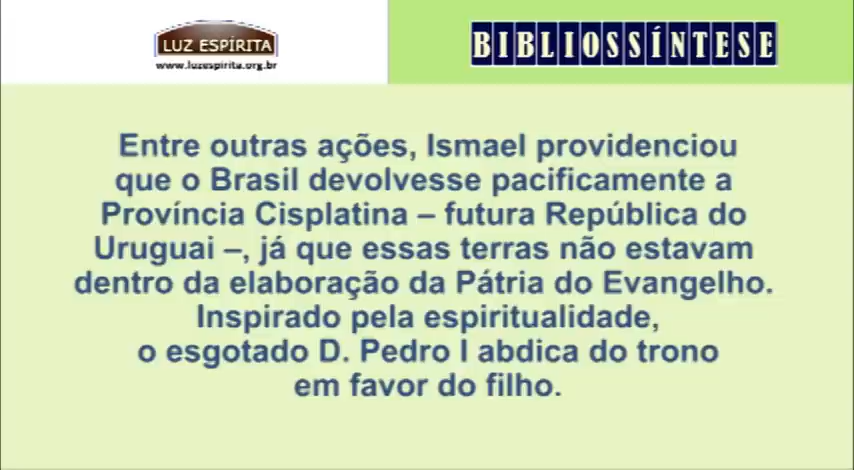 LUZ ESPÍRITA
www.luzespirita.org.br
BIBLIOSSÍNTESE
Entre outras ações, Ismael providenciou
que o Brasil devolvesse pacificamente a
Província Cisplatina – futura República do
Uruguai –, já que essas terras não estavam
dentro da elaboração da Pátria do Evangelho.
Inspirado pela espiritualidade,
o esgotado D. Pedro I abdica do trono
em favor do filho.